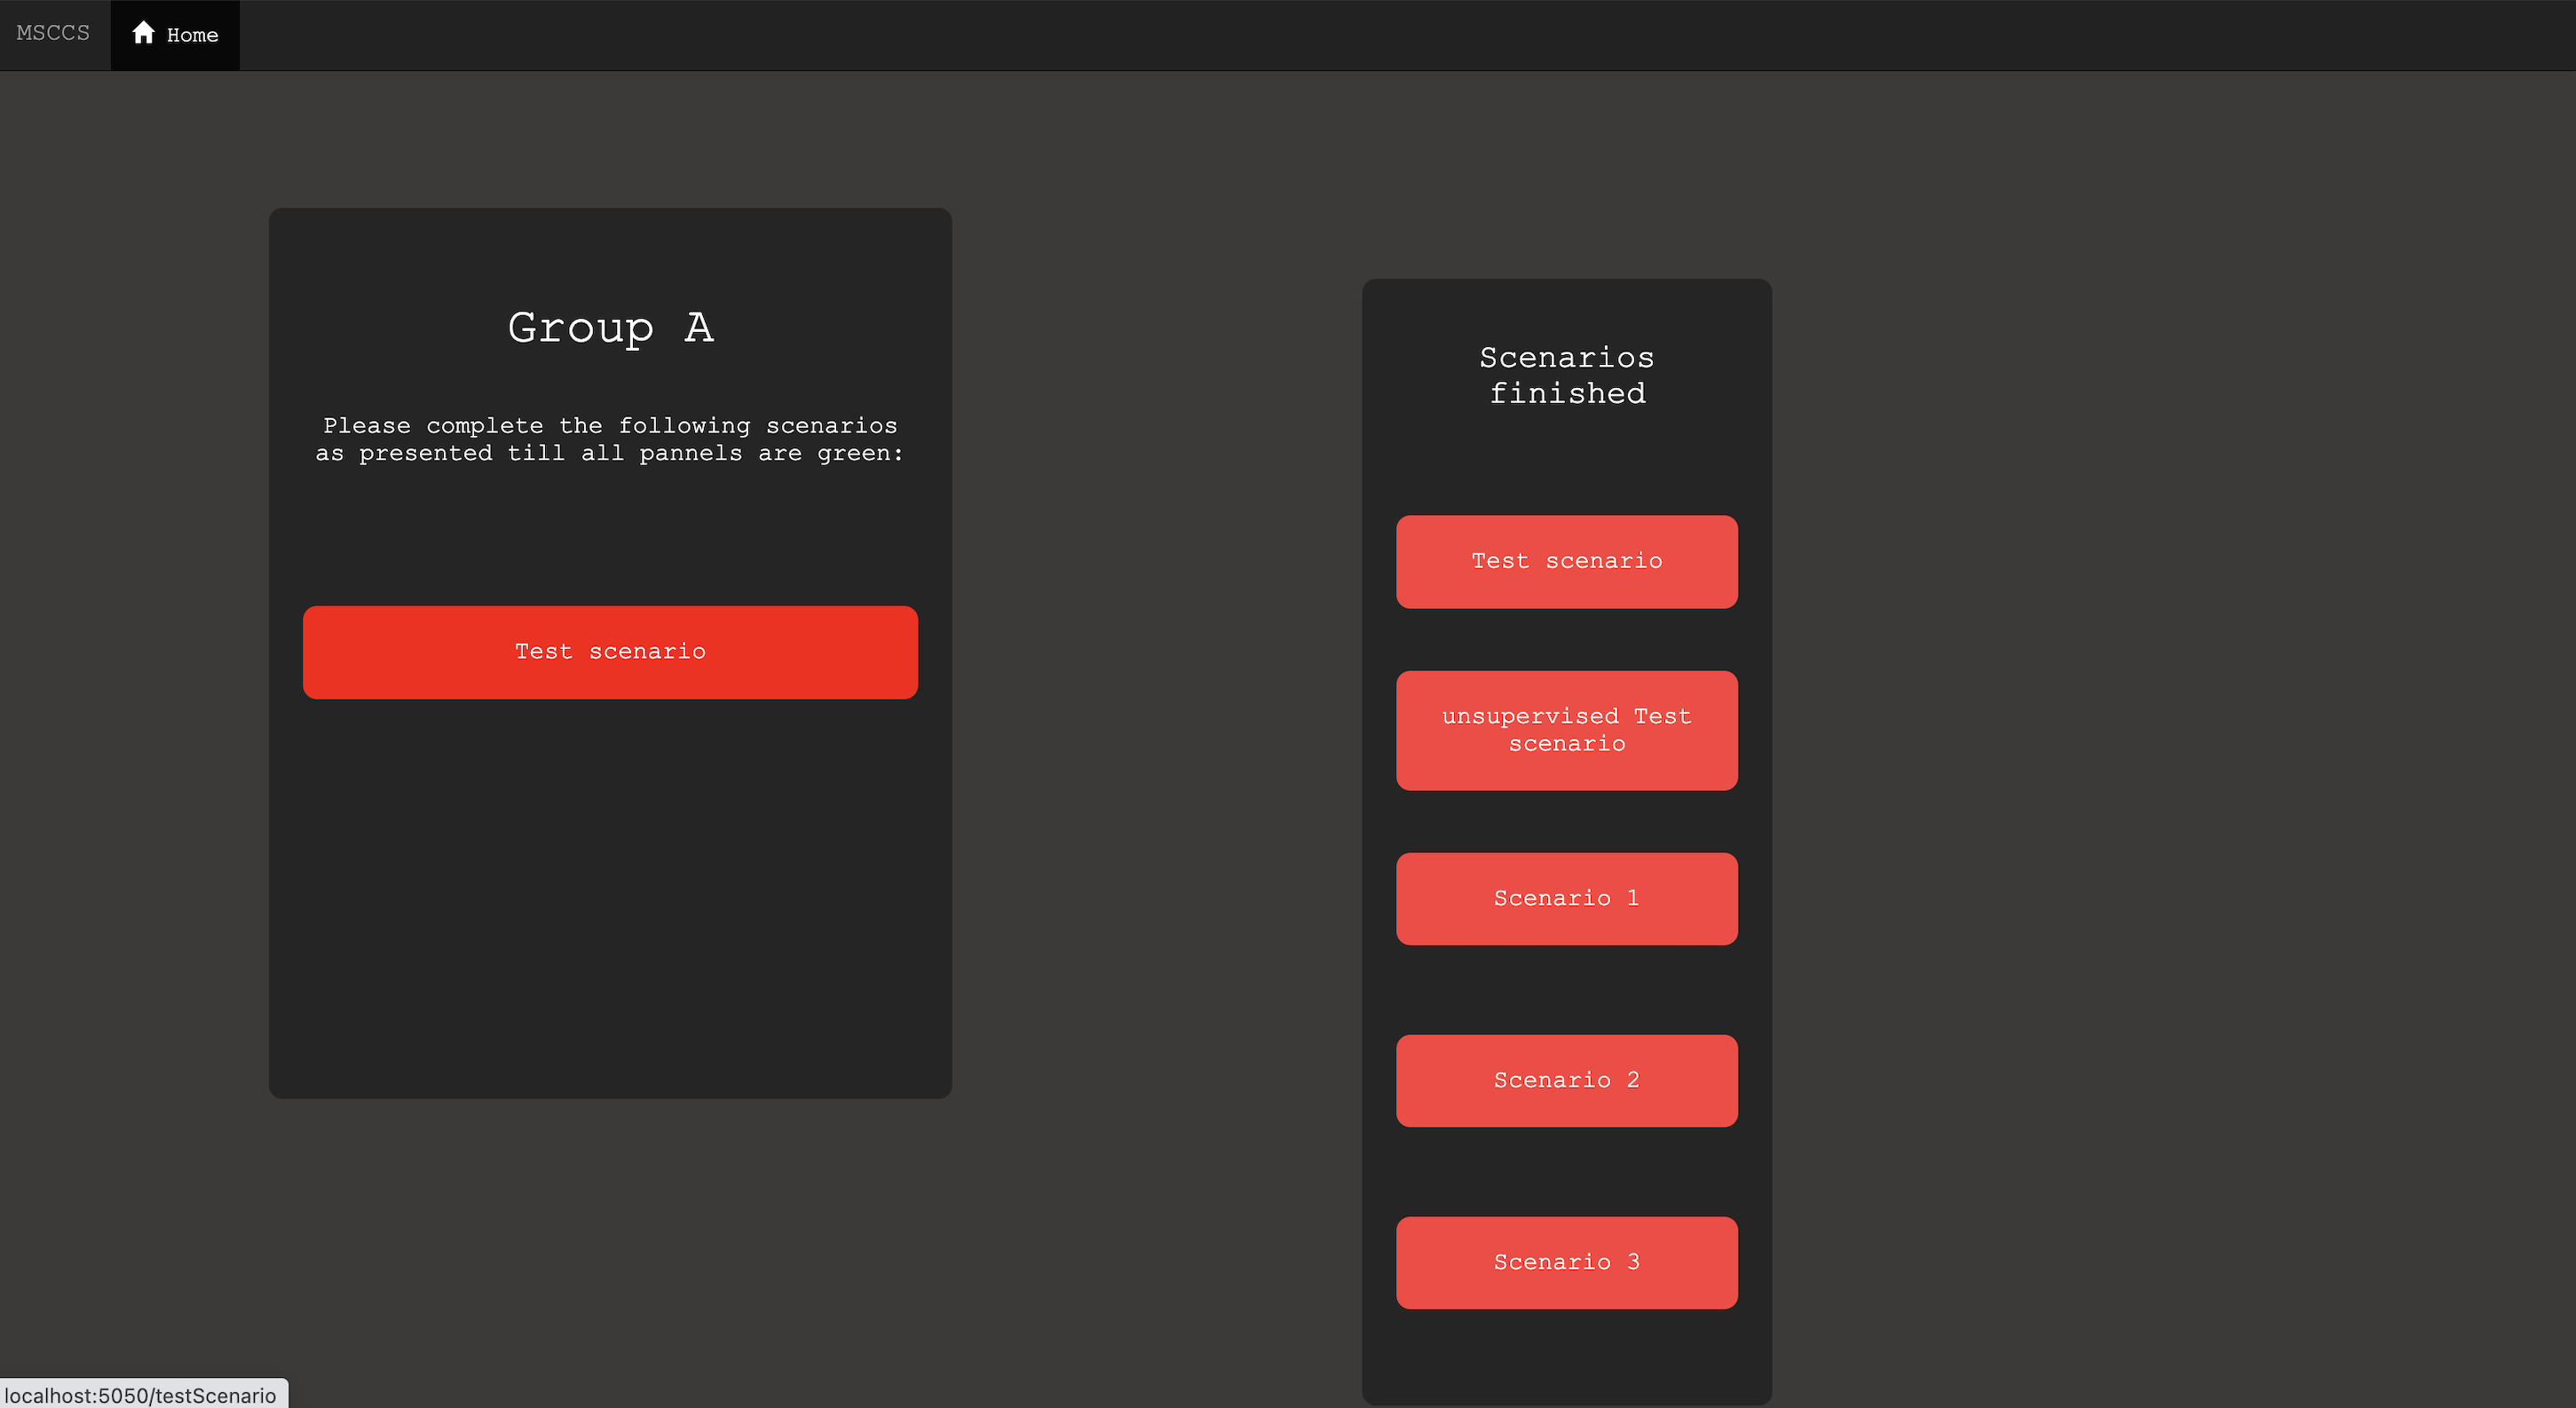 MSCCS
Home
Group A
Please complete the following scenarios
as presented till all pannels are green:
Test scenario
Scenarios
finished
Test scenario
unsupervised Test
scenario
Scenario 1
Scenario 2
Scenario 3
localhost:5050/testScenario